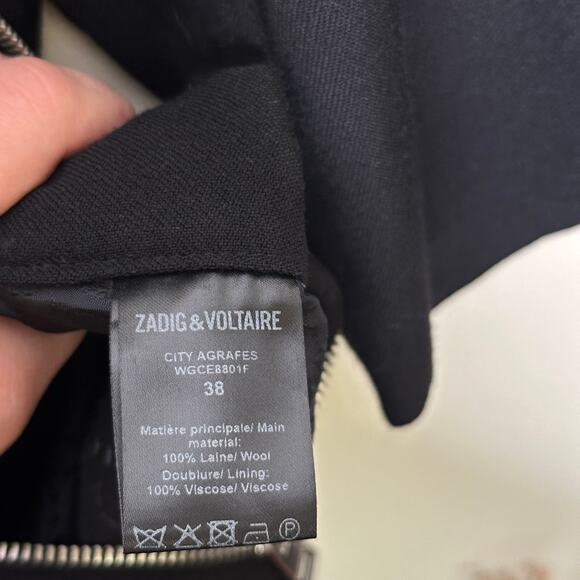 ZADIG & VOLTAIRE
CITY AGRAFES
WGCE8801F
38
Matière principale/ Main
material:
100% Laine/ Wool
Doublure/ Lining:
100% Viscose/ Viscose
P